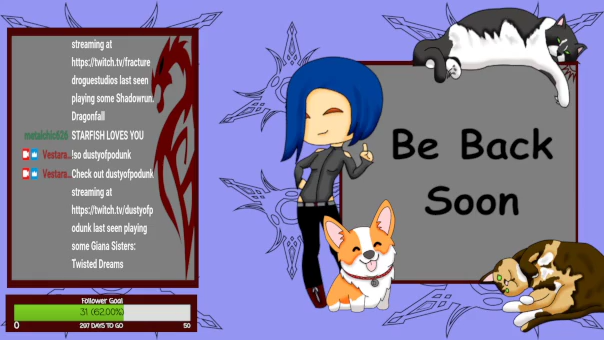 streaming at
https://twitch.tv/fracture
droguestudios last seen
playing some Shadowrun:
Dragonfall
metalchic626 STARFISH LOVES YOU
Vestara.. !so dustyofpodunk
Vestara.. Check out dustyofpodunk
streaming at
https://twitch.tv/dustyofp
odunk last seen playing
some Giana Sisters:
Twisted Dreams
Be Back
Soon
Follower Goal
31 (62.00%)
0 297 DAYS TO GO 50